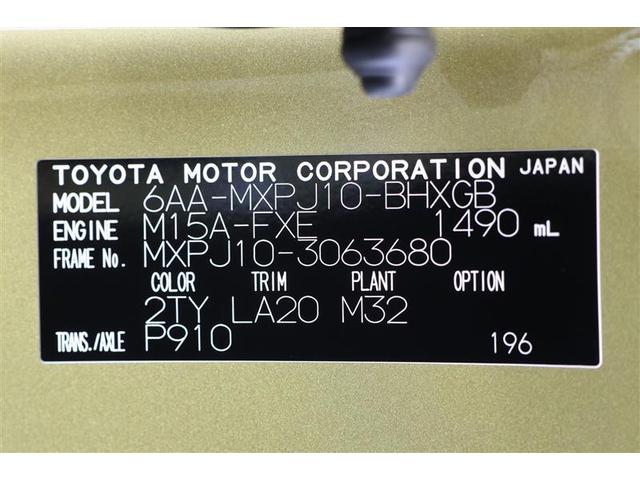 TOYOTA MOTOR CORPORATION JAPAN
MODEL 6AA-MXPJ10-BHXGB
ENGINE M15A-FXE 1490 mL
FRAME No. MXPJ10-3063680
COLOR TRIM PLANT OPTION
2TY LA20 M32
TRANS./AXLE P910 196